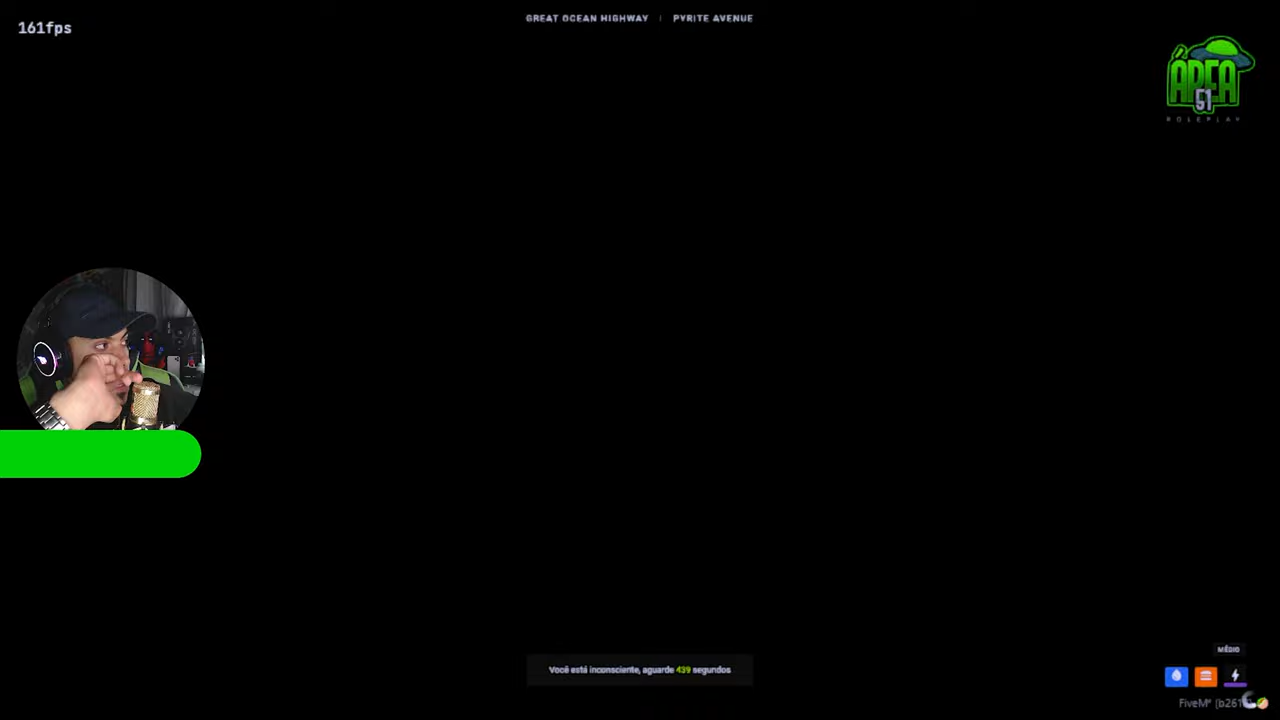 161fps
GREAT OCEAN HIGHWAY | PYRITE AVENUE
ÁREA
51
ROLEPLAY
Você está inconsciente, aguarde 439 segundos
MÉDIO
FiveM*